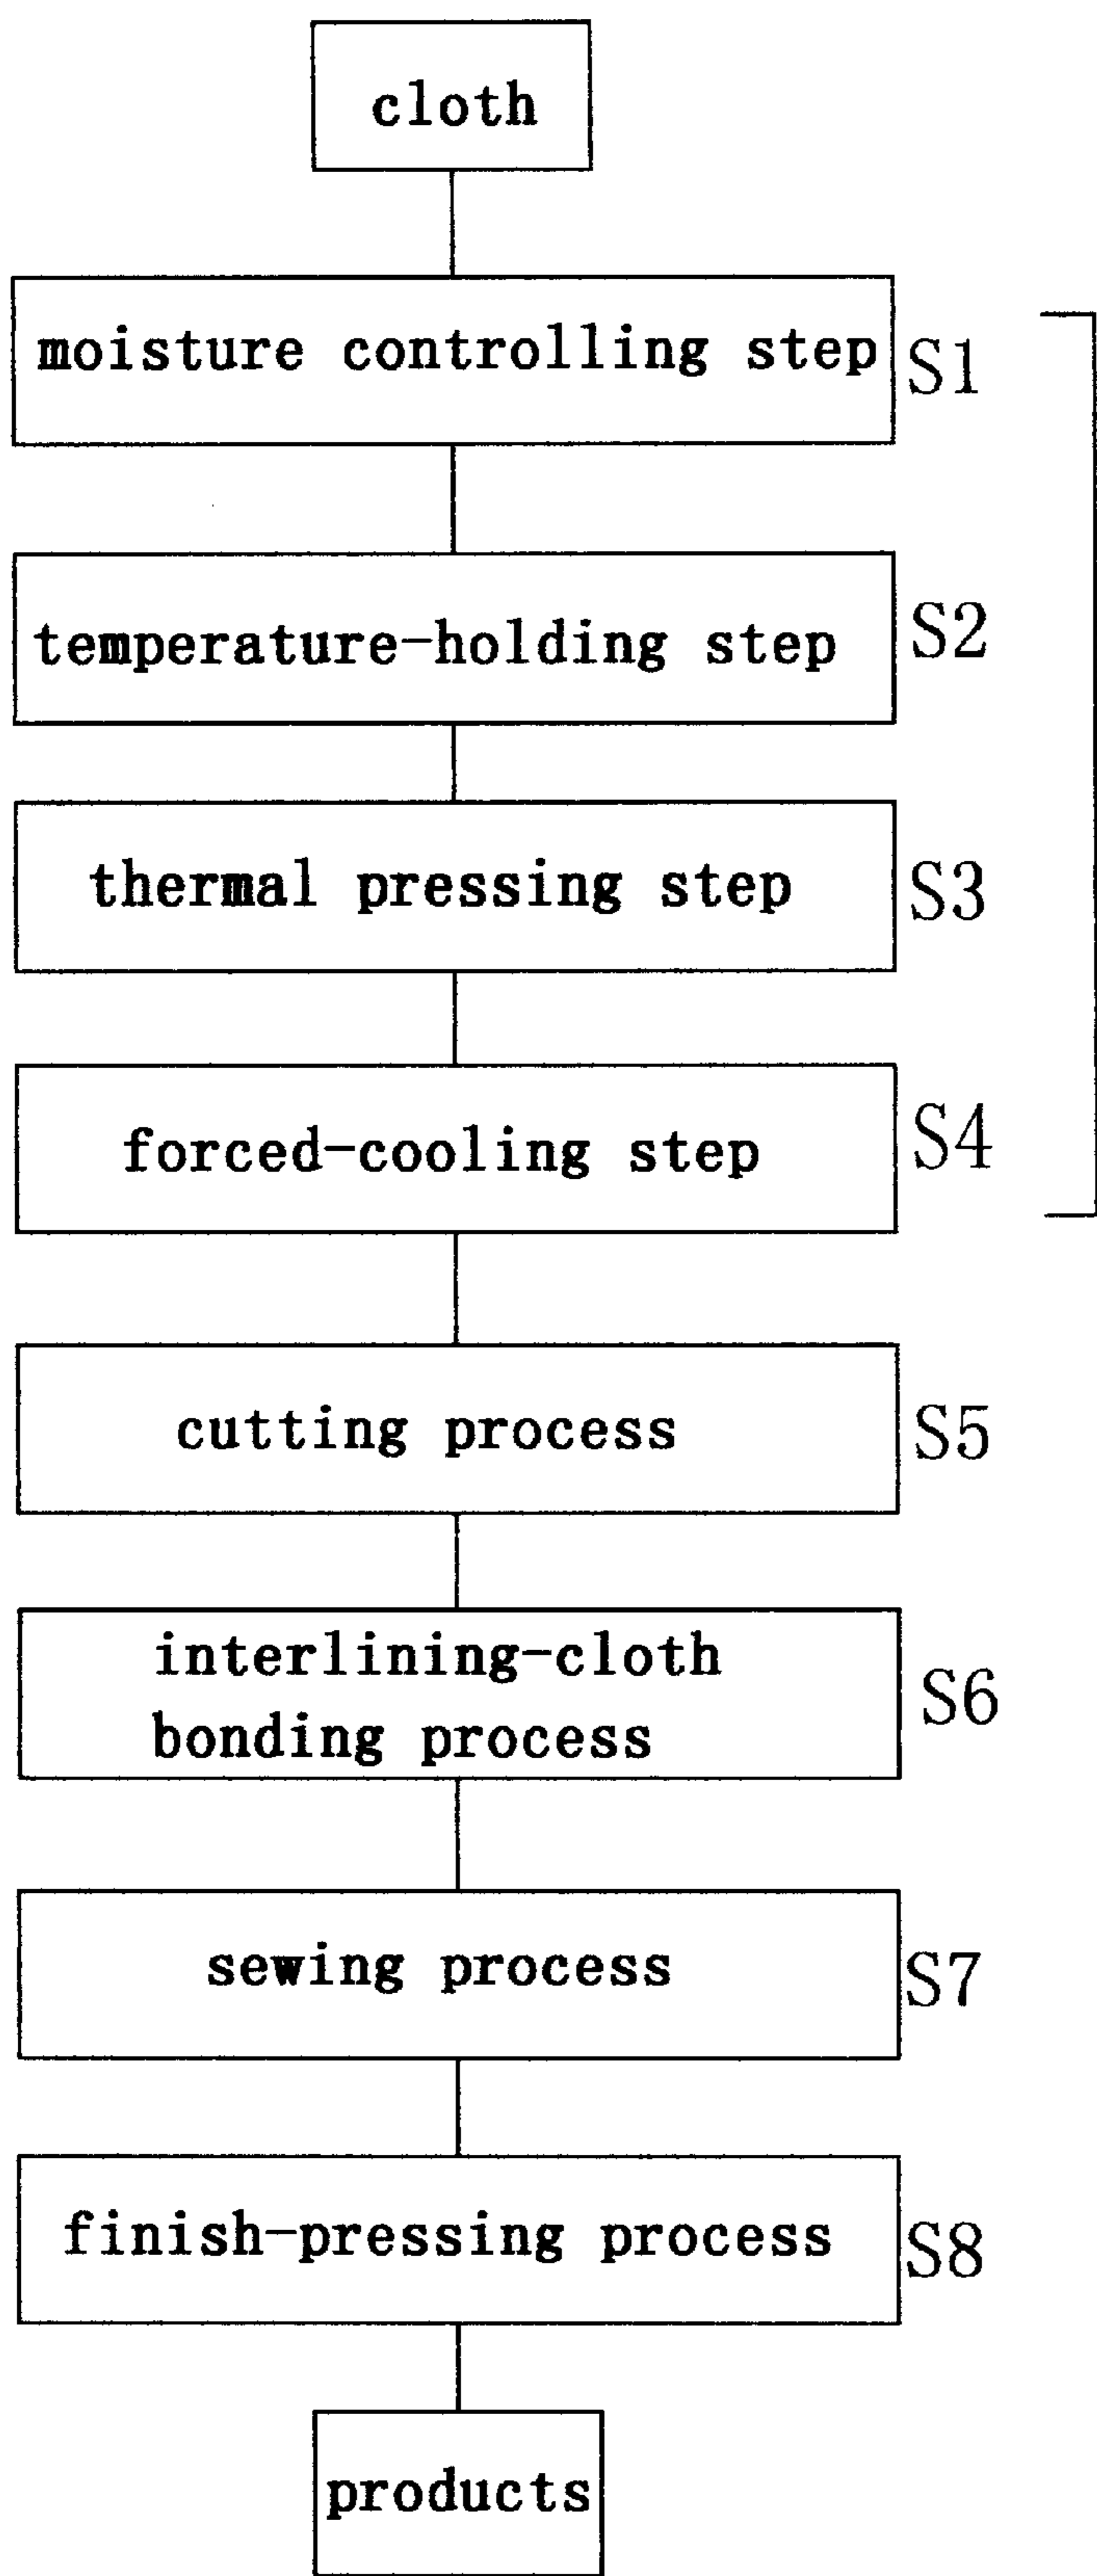 cloth
moisture controlling step S1
temperature-holding step S2
thermal pressing step S3
forced-cooling step S4
cutting process S5
interlining-cloth
bonding process S6
sewing process S7
finish-pressing process S8
products